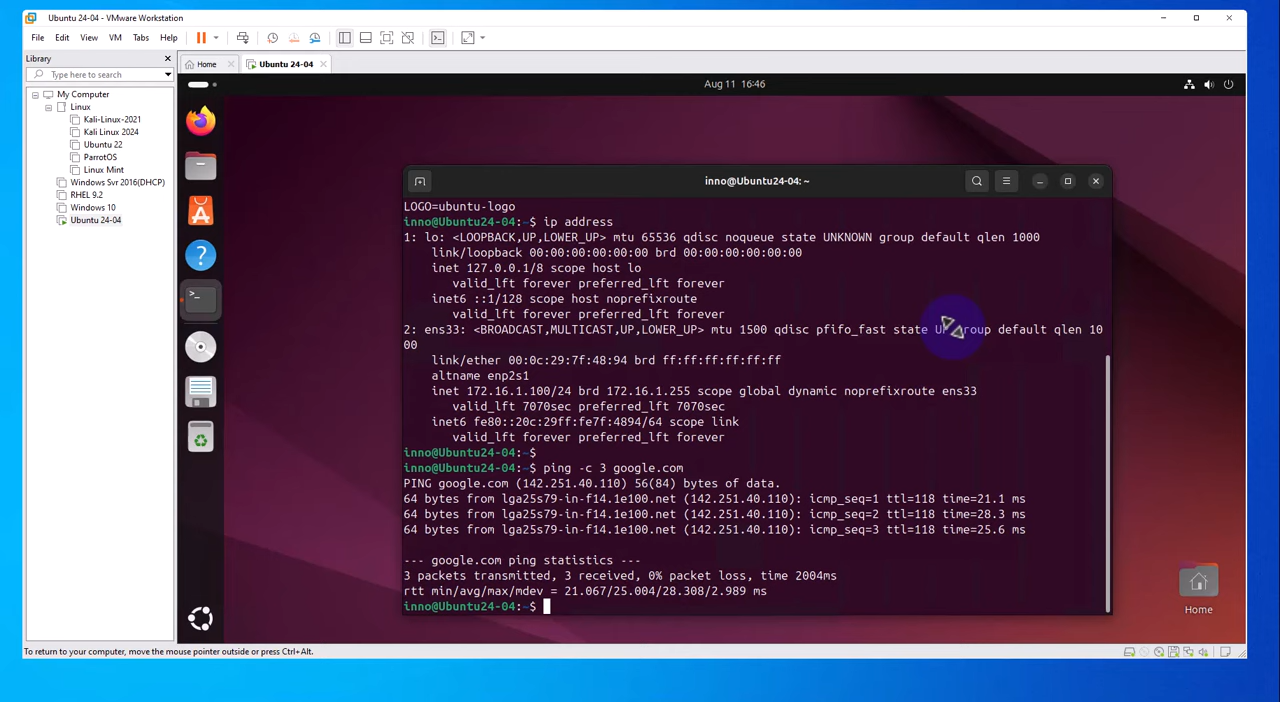 Ubuntu 24-04 - VMware Workstation
File Edit View VM Tabs Help
Library
Type here to search
My Computer
Linux
Kali-Linux-2021
Kali Linux 2024
Ubuntu 22
ParrotOS
Linux Mint
Windows Svr 2016(DHCP)
RHEL 9.2
Windows 10
Ubuntu 24-04
Home
Ubuntu 24-04
Aug 11 16:46
inno@Ubuntu24-04: ~
LOGO=ubuntu-logo
inno@Ubuntu24-04:~$ ip address
1: lo: <LOOPBACK,UP,LOWER_UP> mtu 65536 qdisc noqueue state UNKNOWN group default qlen 1000
link/loopback 00:00:00:00:00:00 brd 00:00:00:00:00:00
inet 127.0.0.1/8 scope host lo
valid_lft forever preferred_lft forever
inet6 ::1/128 scope host noprefixroute
valid_lft forever preferred_lft forever
2: ens33: <BROADCAST,MULTICAST,UP,LOWER_UP> mtu 1500 qdisc pfifo_fast state UP group default qlen 10
00
link/ether 00:0c:29:7f:48:94 brd ff:ff:ff:ff:ff:ff
altname enp2s1
inet 172.16.1.100/24 brd 172.16.1.255 scope global dynamic noprefixroute ens33
valid_lft 7070sec preferred_lft 7070sec
inet6 fe80::20c:29ff:fe7f:4894/64 scope link
valid_lft forever preferred_lft forever
inno@Ubuntu24-04:~$
inno@Ubuntu24-04:~$ ping -c 3 google.com
PING google.com (142.251.40.110) 56(84) bytes of data.
64 bytes from lga25s79-in-f14.1e100.net (142.251.40.110): icmp_seq=1 ttl=118 time=21.1 ms
64 bytes from lga25s79-in-f14.1e100.net (142.251.40.110): icmp_seq=2 ttl=118 time=28.3 ms
64 bytes from lga25s79-in-f14.1e100.net (142.251.40.110): icmp_seq=3 ttl=118 time=25.6 ms
--- google.com ping statistics ---
3 packets transmitted, 3 received, 0% packet loss, time 2004ms
rtt min/avg/max/mdev = 21.067/25.004/28.308/2.989 ms
inno@Ubuntu24-04:~$
Home
To return to your computer, move the mouse pointer outside or press Ctrl+Alt.